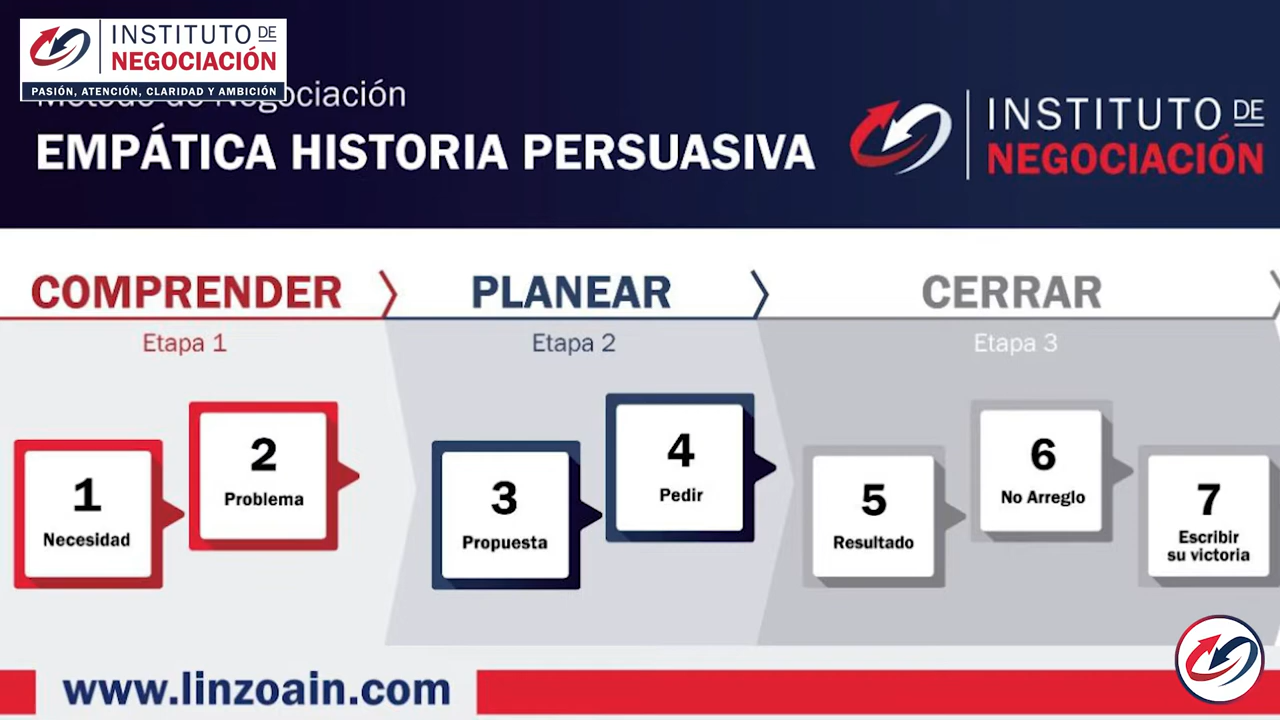 INSTITUTO DE
NEGOCIACIÓN
PASIÓN, ATENCIÓN, CLARIDAD Y AMBICIÓN
Método de Negociación
EMPÁTICA HISTORIA PERSUASIVA
INSTITUTO DE
NEGOCIACIÓN
COMPRENDER
Etapa 1
PLANEAR
Etapa 2
CERRAR
Etapa 3
1
Necesidad
2
Problema
3
Propuesta
4
Pedir
5
Resultado
6
No Arreglo
7
Escribir
su victoria
www.linzoain.com